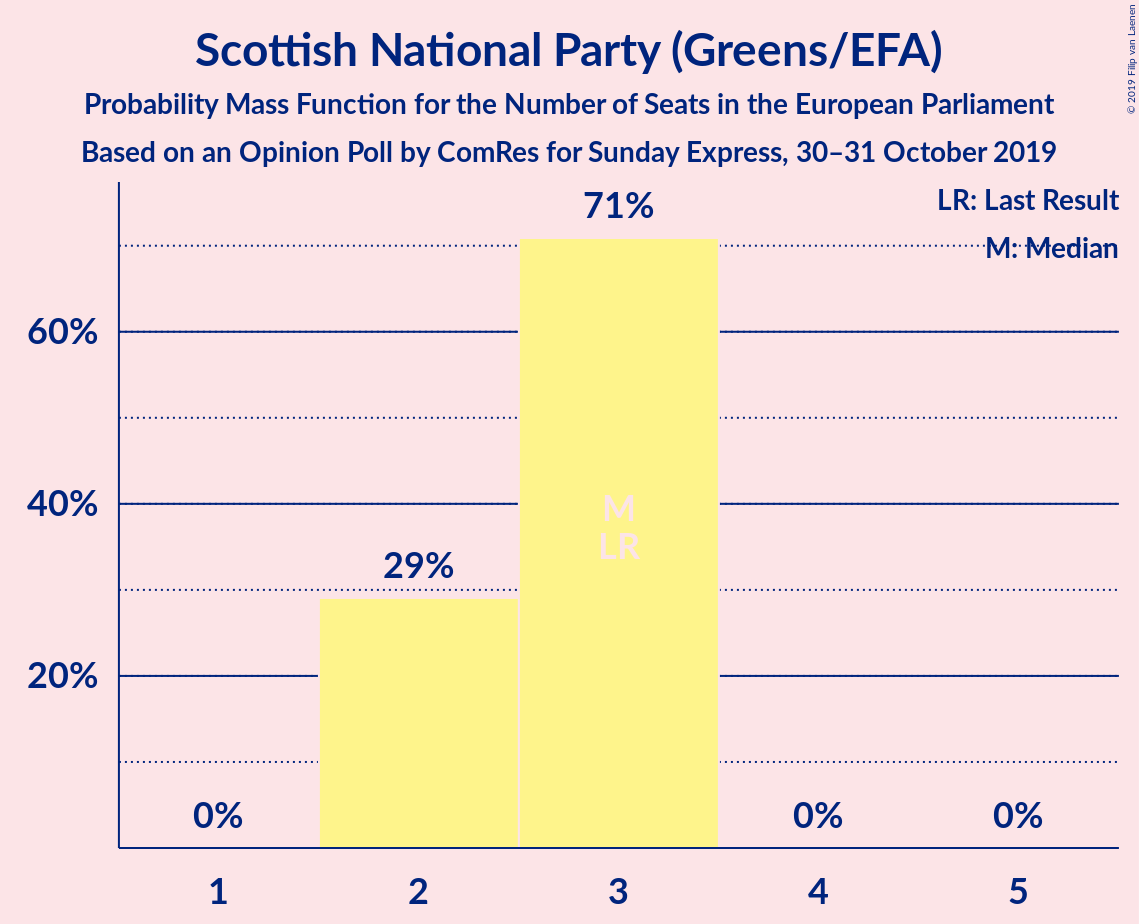 Scottish National Party (Greens/EFA)
Probability Mass Function for the Number of Seats in the European Parliament
Based on an Opinion Poll by ComRes for Sunday Express, 30–31 October 2019
© 2019 Filip van Laenen
LR: Last Result
M: Median
71%
60%
40%
M
LR
29%
20%
0%
0%
0%
1
2
3
4
5